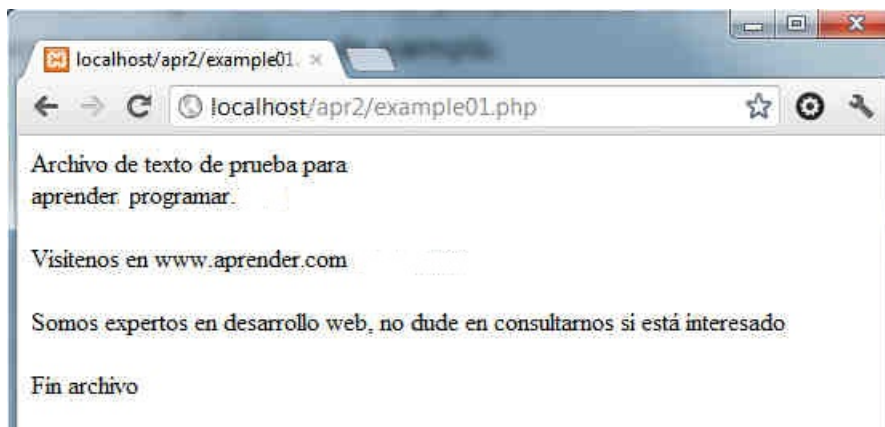 localhost/apr2/example01.
localhost/apr2/example01.php
Archivo de texto de prueba para
aprender programar.
Visitenos en www.aprender.com
Somos expertos en desarrollo web, no dude en consultarnos si está interesado
Fin archivo